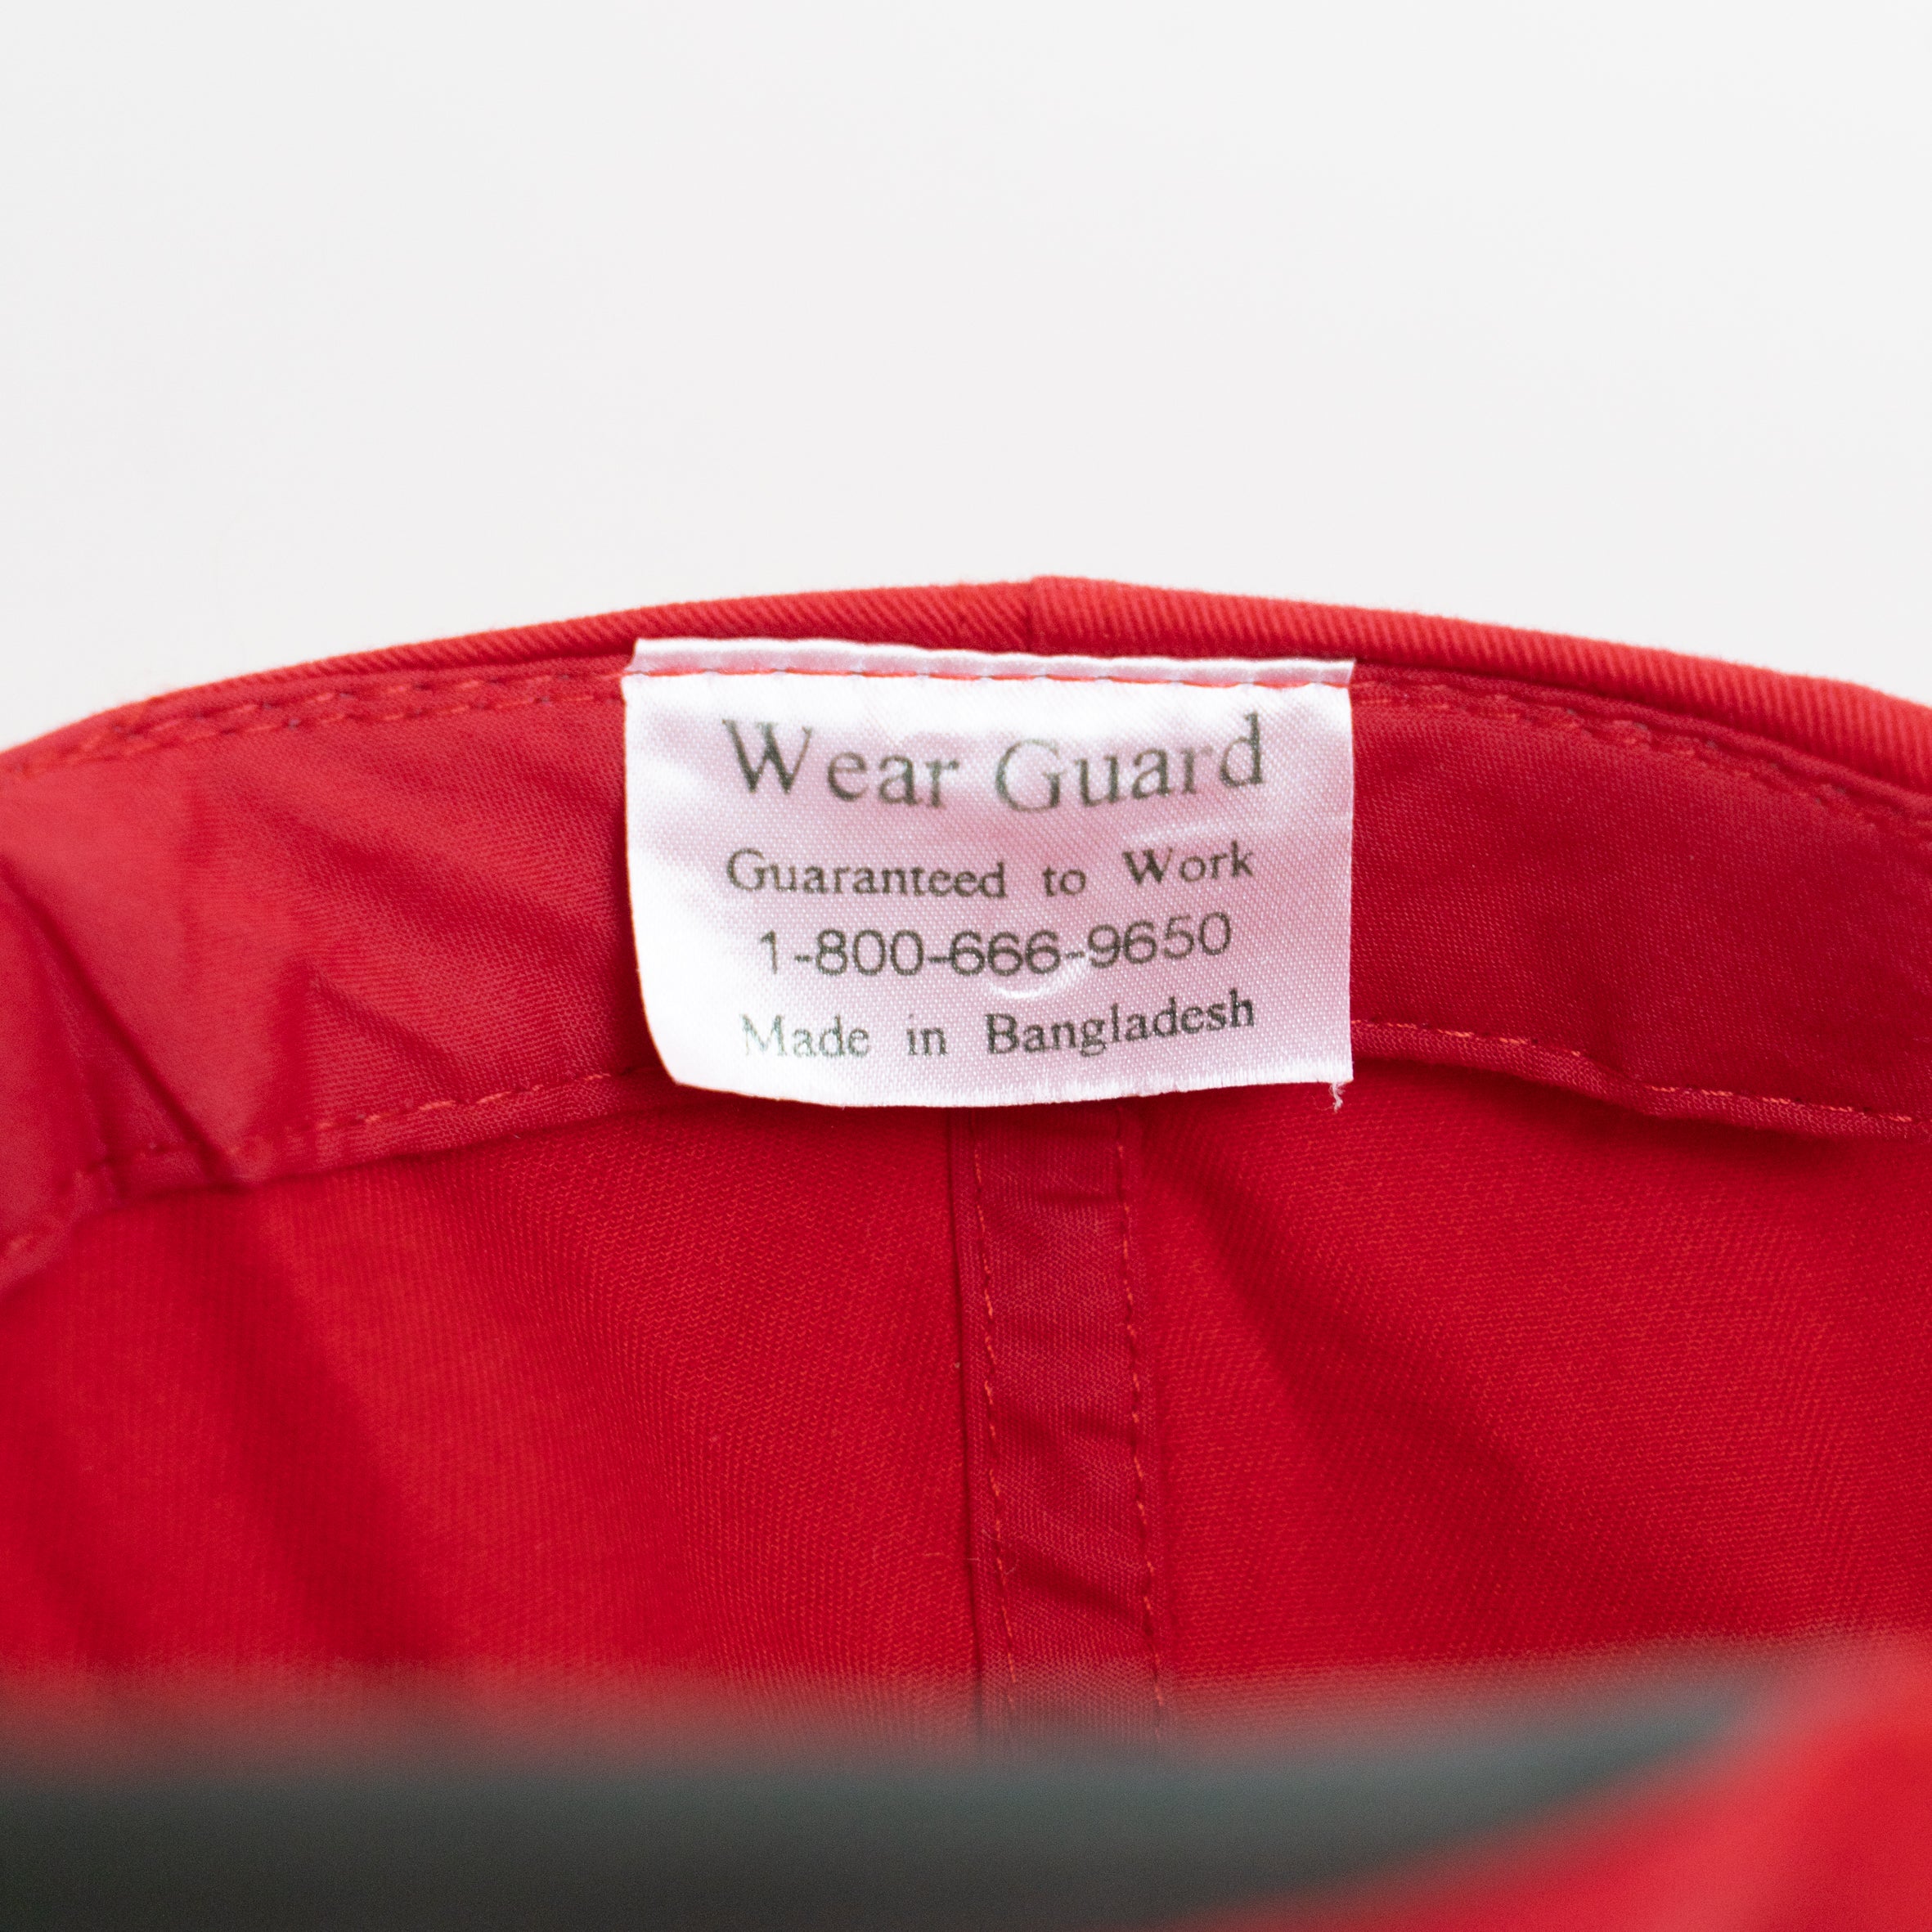 Wear Guard
Guaranteed to Work
1-800-666-9650
Made in Bangladesh